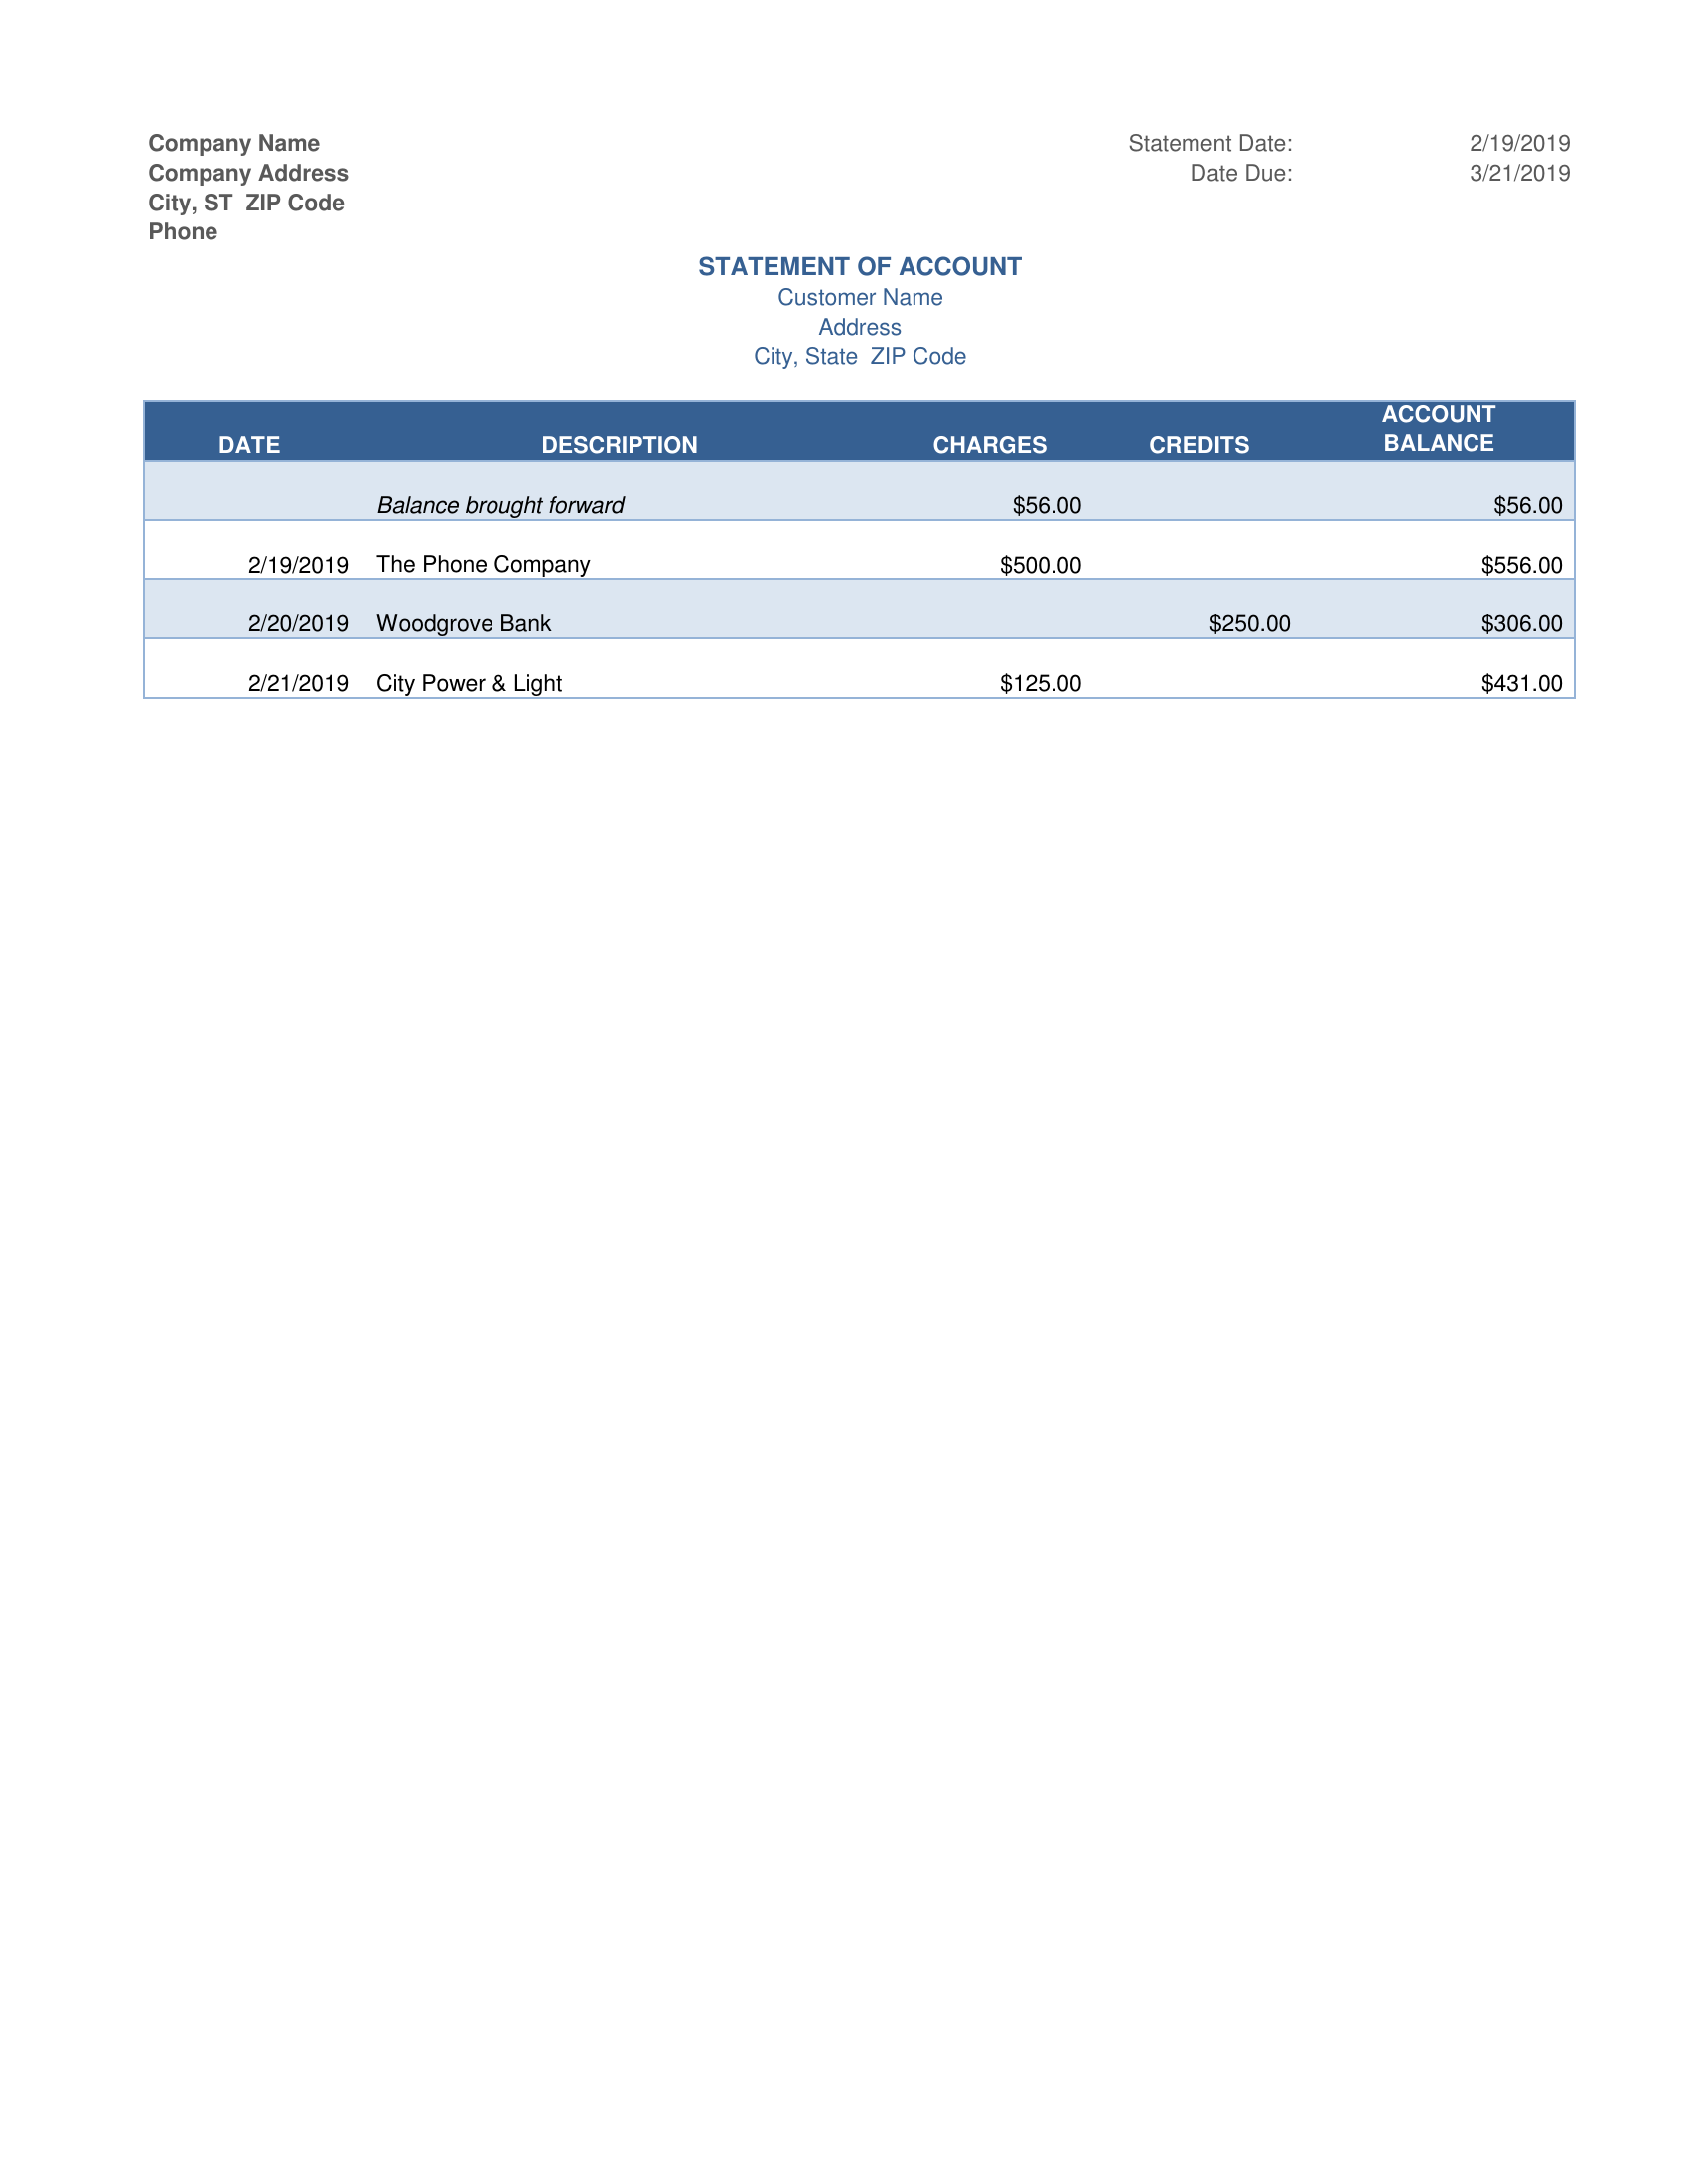 Company Name
Company Address
City, ST  ZIP Code
Phone
Statement Date: 2/19/2019
Date Due: 3/21/2019
STATEMENT OF ACCOUNT
Customer Name
Address
City, State  ZIP Code
DATE DESCRIPTION CHARGES CREDITS ACCOUNT BALANCE
Balance brought forward $56.00 $56.00
2/19/2019 The Phone Company $500.00 $556.00
2/20/2019 Woodgrove Bank $250.00 $306.00
2/21/2019 City Power & Light $125.00 $431.00